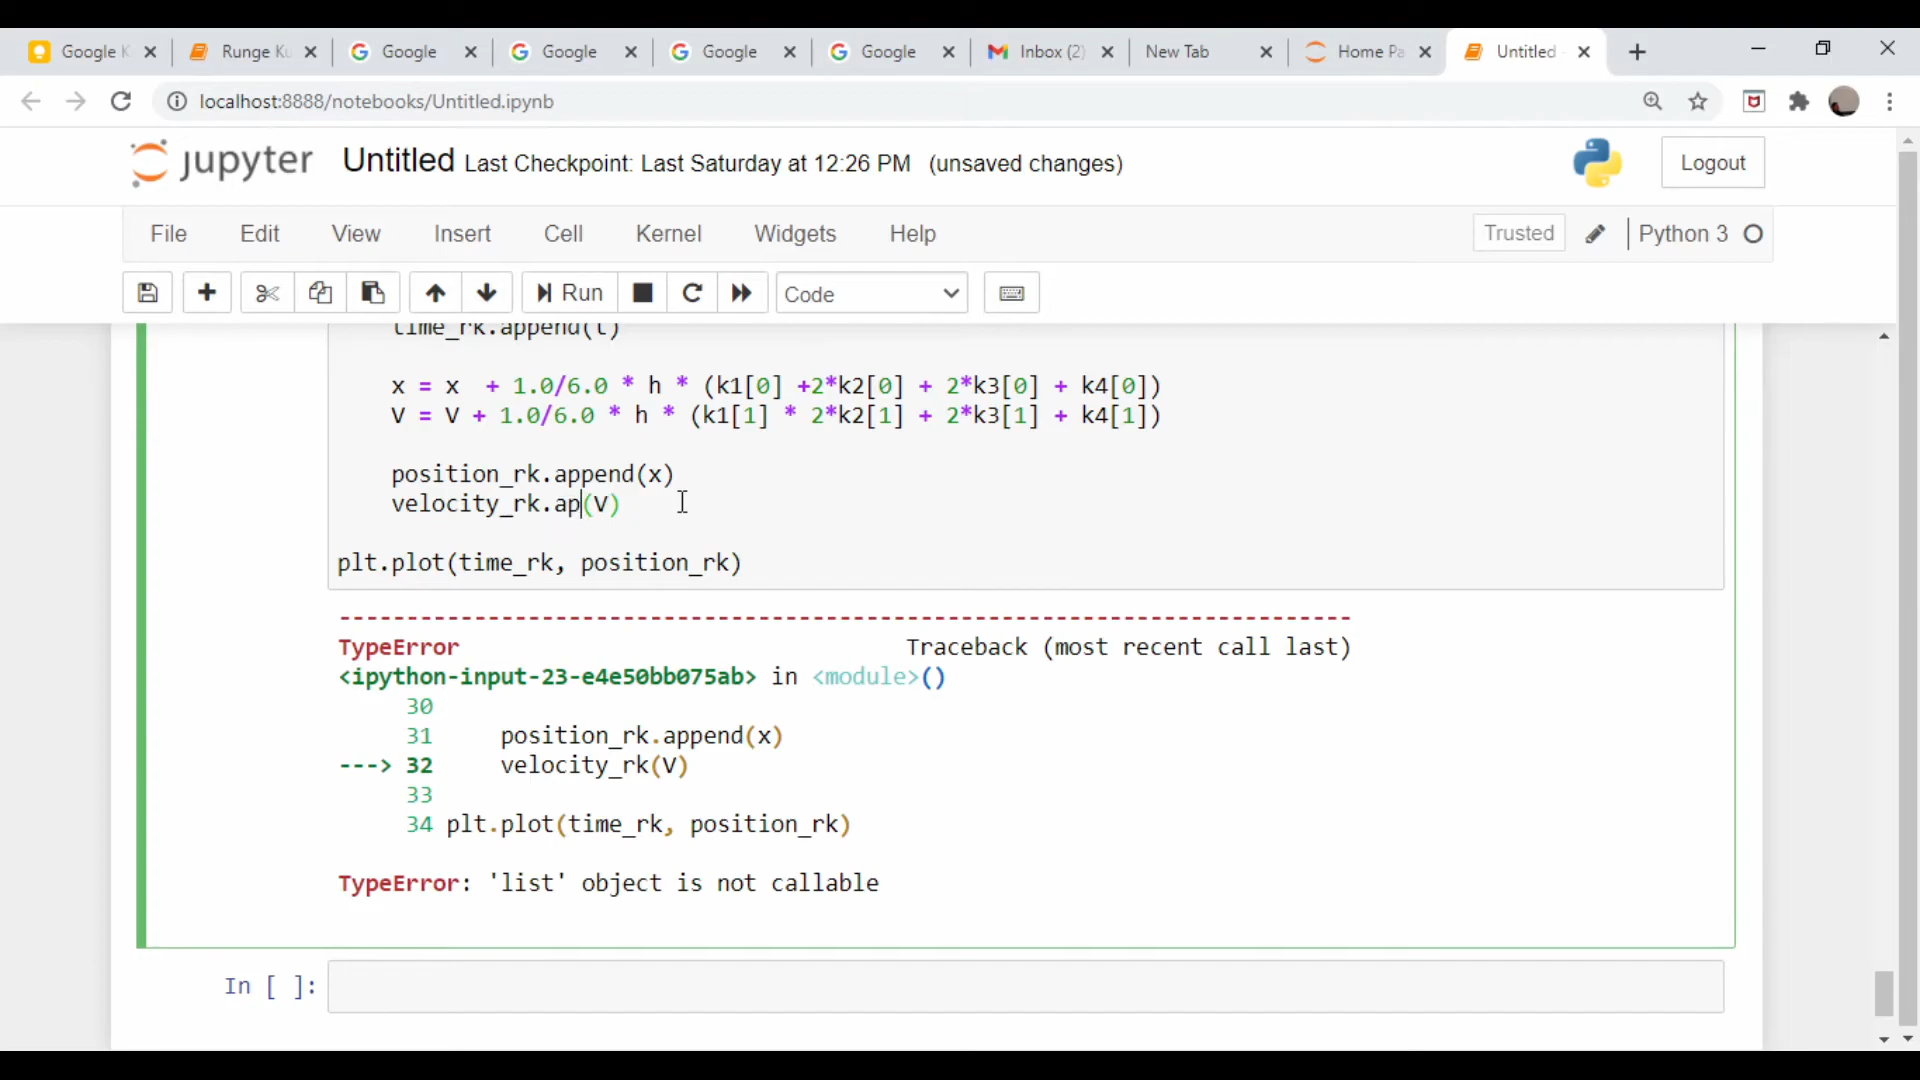 Google K Runge Ku Google Google Google Google Inbox (2) New Tab Home Pa Untitled -
localhost:8888/notebooks/Untitled.ipynb
jupyter Untitled Last Checkpoint: Last Saturday at 12:26 PM (unsaved changes) Logout
File Edit View Insert Cell Kernel Widgets Help Trusted Python 3
Run Code
time_rk.append(t)
x = x  + 1.0/6.0 * h * (k1[0] +2*k2[0] + 2*k3[0] + k4[0])
V = V + 1.0/6.0 * h * (k1[1] * 2*k2[1] + 2*k3[1] + k4[1])
position_rk.append(x)
velocity_rk.ap(V)
plt.plot(time_rk, position_rk)
---------------------------------------------------------------------------
TypeError                                 Traceback (most recent call last)
<ipython-input-23-e4e50bb075ab> in <module>()
30
31     position_rk.append(x)
---> 32     velocity_rk(V)
33
34 plt.plot(time_rk, position_rk)
TypeError: 'list' object is not callable
In [ ]: